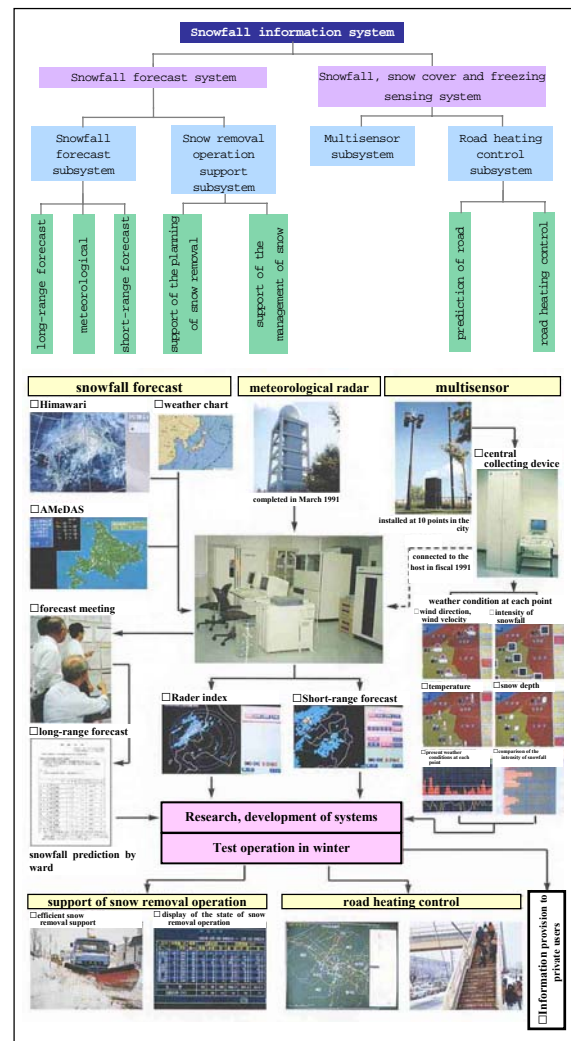 Snowfall information system
Snowfall forecast system
Snowfall, snow cover and freezing
sensing system
Snowfall
forecast
subsystem
Snow removal
operation
support
subsystem
Multisensor
subsystem
Road heating
control
subsystem
long-range forecast
meteorological
short-range forecast
support of the planning
of snow removal
support of the
management of snow
prediction of road
road heating control
snowfall forecast
meteorological radar
multisensor
□Himawari
□weather chart
□central
collecting device
completed in March 1991
installed at 10 points in the
city
□AMeDAS
connected to the
host in fiscal 1991
weather condition at each point
□forecast meeting
□wind direction,
wind velocity
□intensity of
snowfall
□Rader index
□Short-range forecast
□temperature
□snow depth
□long-range forecast
□present weather
conditions at each
point
□comparison of the
intensity of snowfall
snowfall prediction by
ward
Research, development of systems
Test operation in winter
support of snow removal operation
road heating control
□efficient snow
removal support
□display of the state of snow
removal operation
□Information provision to
private users